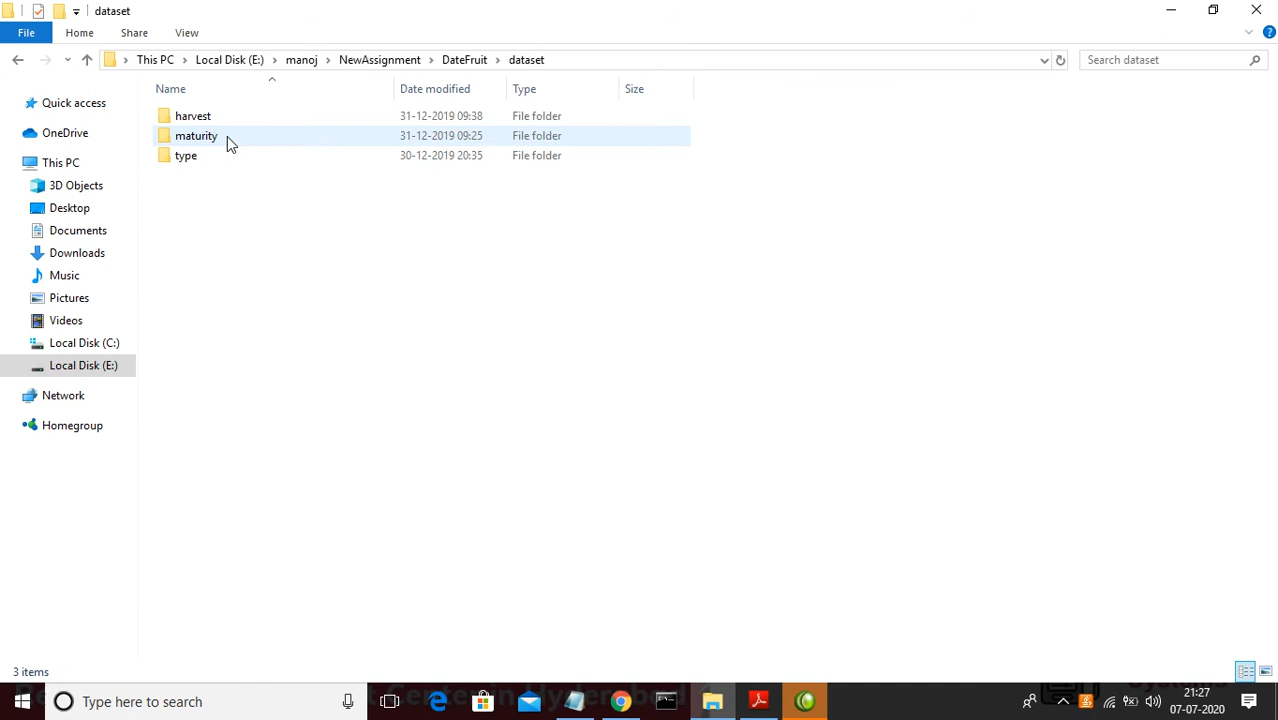 dataset
File
Home
Share
View
This PC
Local Disk (E:)
manoj
NewAssignment
DateFruit
dataset
Search dataset
Name
Date modified
Type
Size
harvest
31-12-2019 09:38
File folder
maturity
31-12-2019 09:25
File folder
type
30-12-2019 20:35
File folder
Quick access
OneDrive
This PC
3D Objects
Desktop
Documents
Downloads
Music
Pictures
Videos
Local Disk (C:)
Local Disk (E:)
Network
Homegroup
3 items
Type here to search
21:27
07-07-2020